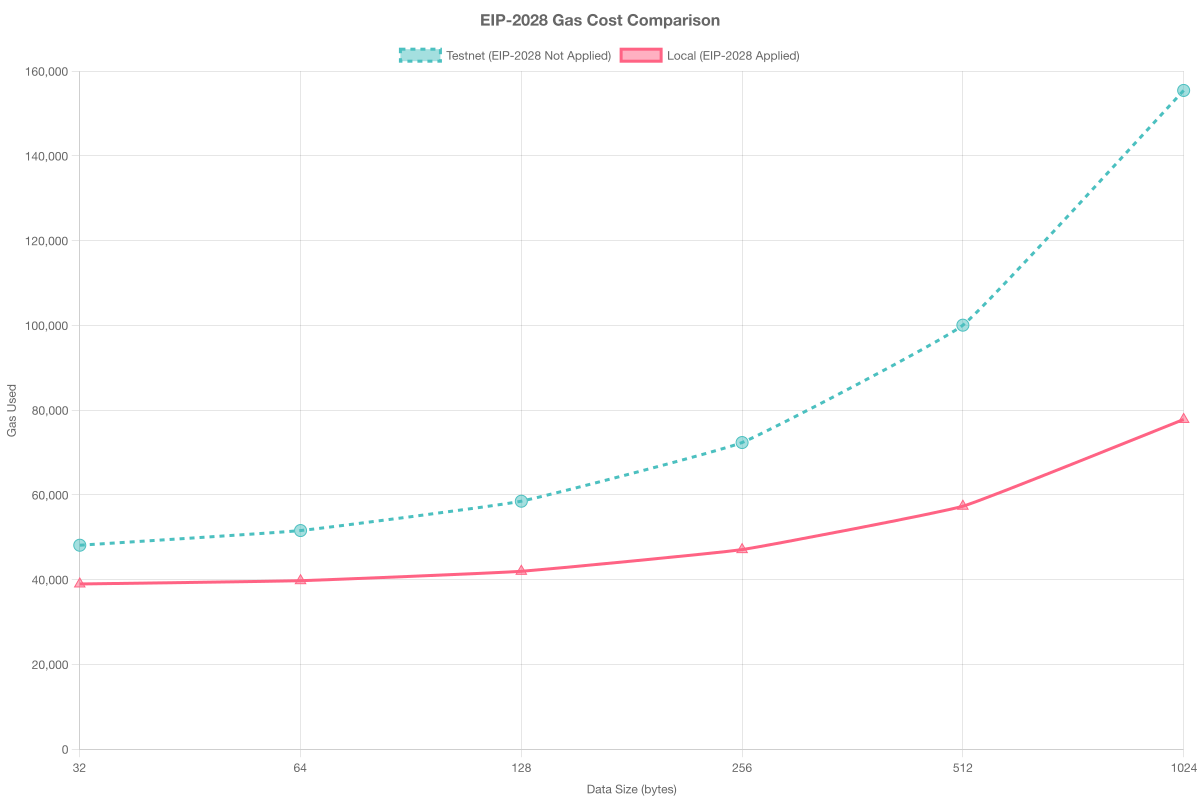 EIP-2028 Gas Cost Comparison
Testnet (EIP-2028 Not Applied) Local (EIP-2028 Applied)
160,000
140,000
120,000
100,000
80,000
60,000
40,000
20,000
0
Gas Used
32 64 128 256 512 1024
Data Size (bytes)